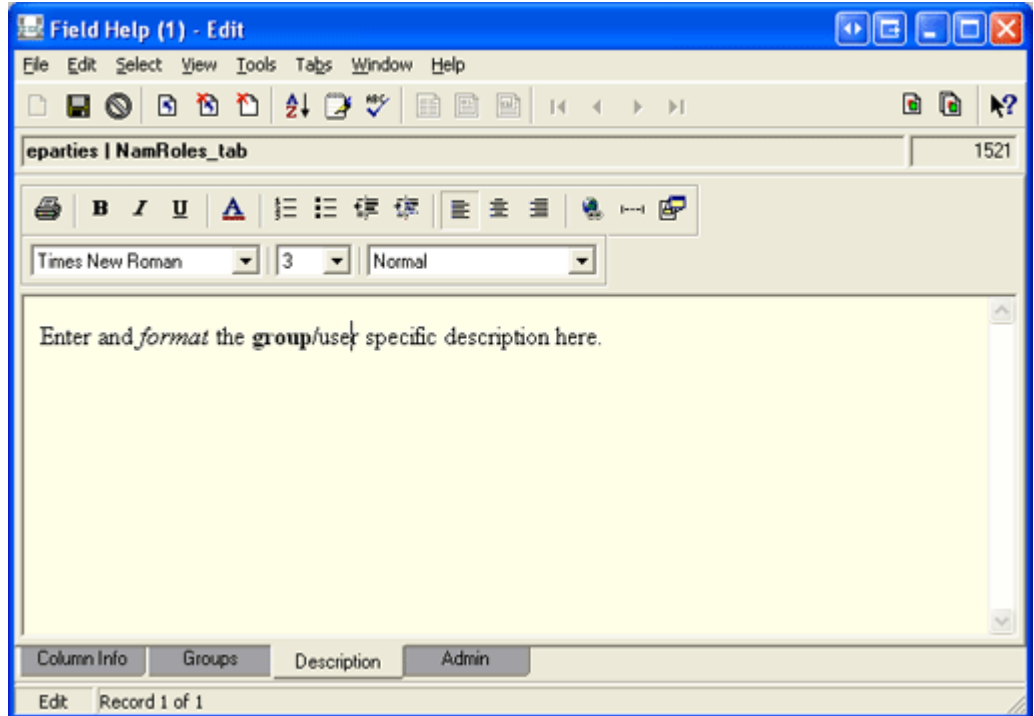 Field Help (1) - Edit
File Edit Select View Tools Tabs Window Help
eparties | NamRoles_tab 1521
B I U A
Times New Roman 3 Normal
Enter and format the group/user specific description here.
Column Info Groups Description Admin
Edit Record 1 of 1